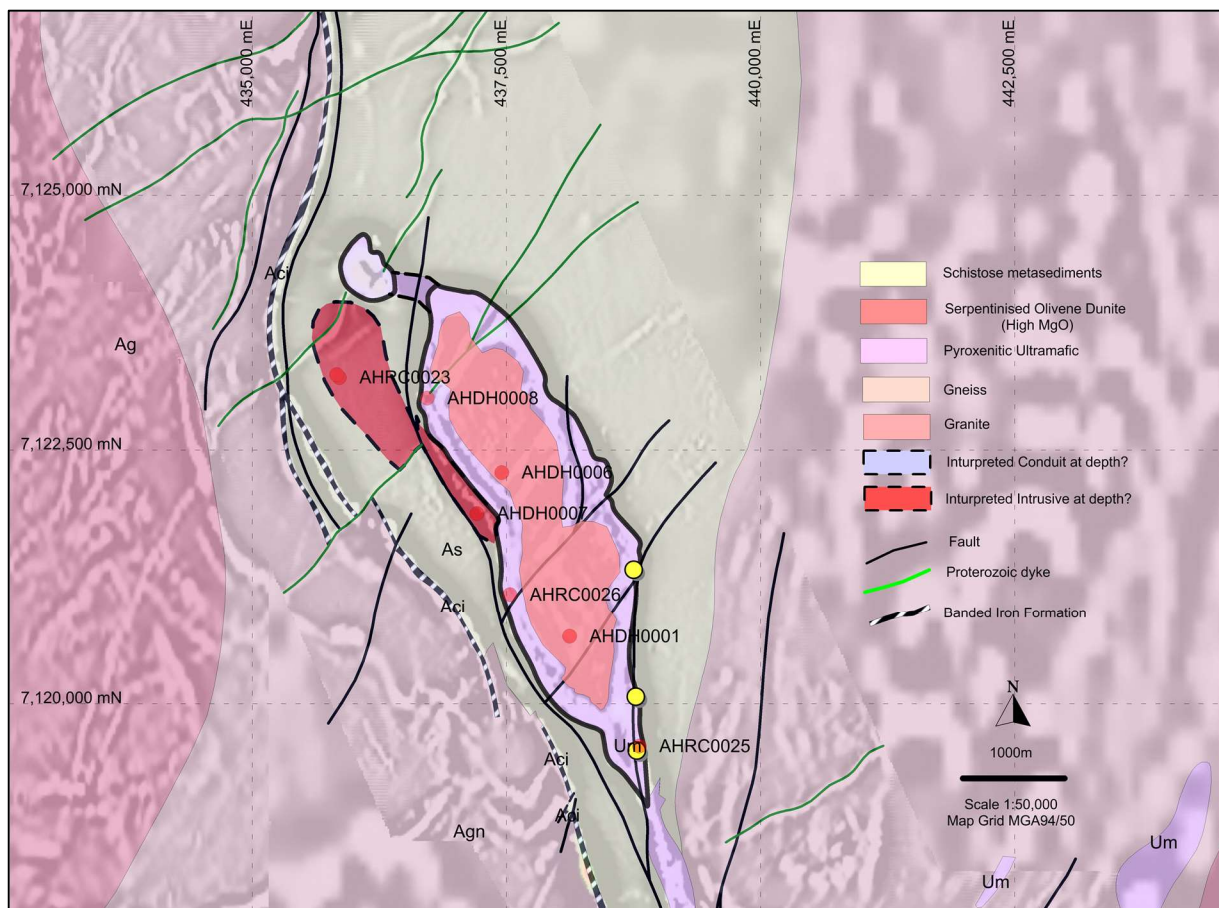 435,000 mE
437,500 mE
440,000 mE
442,500 mE
7,125,000 mN
Aci
Schistose metasediments
Serpentinised Olivene Dunite
(High MgO)
Ag
Pyroxenitic Ultramafic
AHRC0023
Gneiss
AHDH0008
Granite
7,122,500 mN
Inturpreted Conduit at depth?
AHDH0006
Inturpreted Intrusive at depth?
AHDH0007
Fault
As
Proterozoic dyke
AHRC0026
Aci
Banded Iron Formation
AHDH0001
7,120,000 mN
N
Um
AHRC0025
1000m
Aci
Scale 1:50,000
Map Grid MGA94/50
Aci
Agn
Um
Um